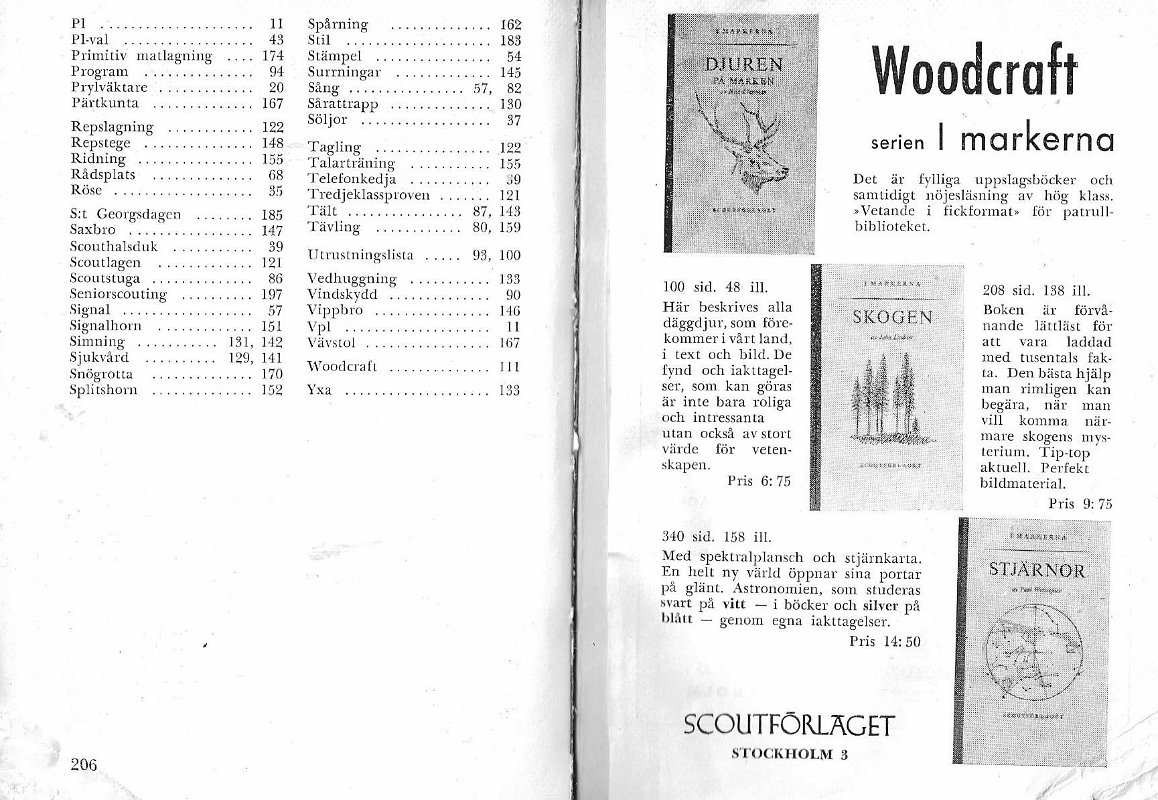 Pl .................... 11
Pl-val ................. 43
Primitiv matlagning .... 174
Program ............... 94
Prylväktare ............. 20
Pärtkunta .............. 167
Repslagning ............ 122
Repstege ............... 148
Ridning ................ 155
Rådsplats .............. 68
Röse .................. 35
S:t Georgsdagen ........ 185
Saxbro ................. 147
Scouthalsduk ........... 39
Scoutlagen ............. 121
Scoutstuga .............. 86
Seniorscouting .......... 197
Signal .................. 57
Signalhorn ............. 151
Simning ........... 131, 142
Sjukvård .......... 129, 141
Snögrotta .............. 170
Splitshorn .............. 152
Spårning ............. 162
Stil ................... 183
Stämpel ............... 54
Surrningar ............. 145
Sång ............... 57, 82
Sårattrapp ............. 130
Söljor ................. 37
Tagling ............... 122
Talarträning ........... 155
Telefonkedja ........... 39
Tredjeklassproven ....... 121
Tält ............... 87, 143
Tävling ............ 80, 159
Utrustningslista ..... 93, 100
Vedhuggning ........... 133
Vindskydd ............. 90
Vippbro ............... 146
Vpl ................... 11
Vävstol ................ 167
Woodcraft ............. 111
Yxa ................... 133
206
I MARKERNA
DJUREN
PÅ MARKEN
SCOUTFÖRLAGET
Woodcraft
serien I markerna
Det är fylliga uppslagsböcker och
samtidigt nöjesläsning av hög klass.
»Vetande i fickformat» för patrull-
biblioteket.
100 sid. 48 ill.
Här beskrives alla
däggdjur, som före-
kommer i vårt land,
i text och bild. De
fynd och iakttagel-
ser, som kan göras
är inte bara roliga
och intressanta
utan också av stort
värde för veten-
skapen.
Pris 6:75
I MARKERNA
SKOGEN
av John Lindner
SCOUTFÖRLAGET
208 sid. 138 ill.
Boken är förvå-
nande lättläst för
att vara laddad
med tusentals fak-
ta. Den bästa hjälp
man rimligen kan
begära, när man
vill komma när-
mare skogens mys-
terium. Tip-top
aktuell. Perfekt
bildmaterial.
Pris 9:75
340 sid. 158 ill.
Med spektralplansch och stjärnkarta.
En helt ny värld öppnar sina portar
på glänt. Astronomien, som studeras
svart på vitt — i böcker och silver på
blått — genom egna iakttagelser.
Pris 14:50
I MARKERNA
STJÄRNOR
SCOUTFÖRLAGET
SCOUTFÖRLAGET
STOCKHOLM 3